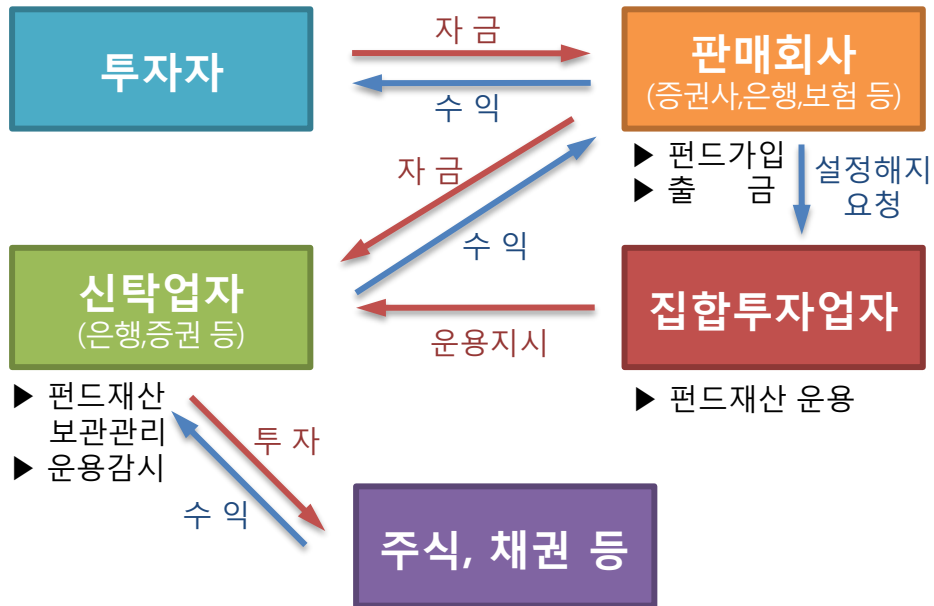 투자자
자 금
수 익
판매회사
(증권사,은행,보험 등)
▶ 펀드가입
▶ 출 금
설정해지
요청
자 금
수 익
신탁업자
(은행,증권 등)
운용지시
집합투자업자
▶ 펀드재산
보관관리
▶ 운용감시
▶ 펀드재산 운용
투 자
수 익
주식, 채권 등